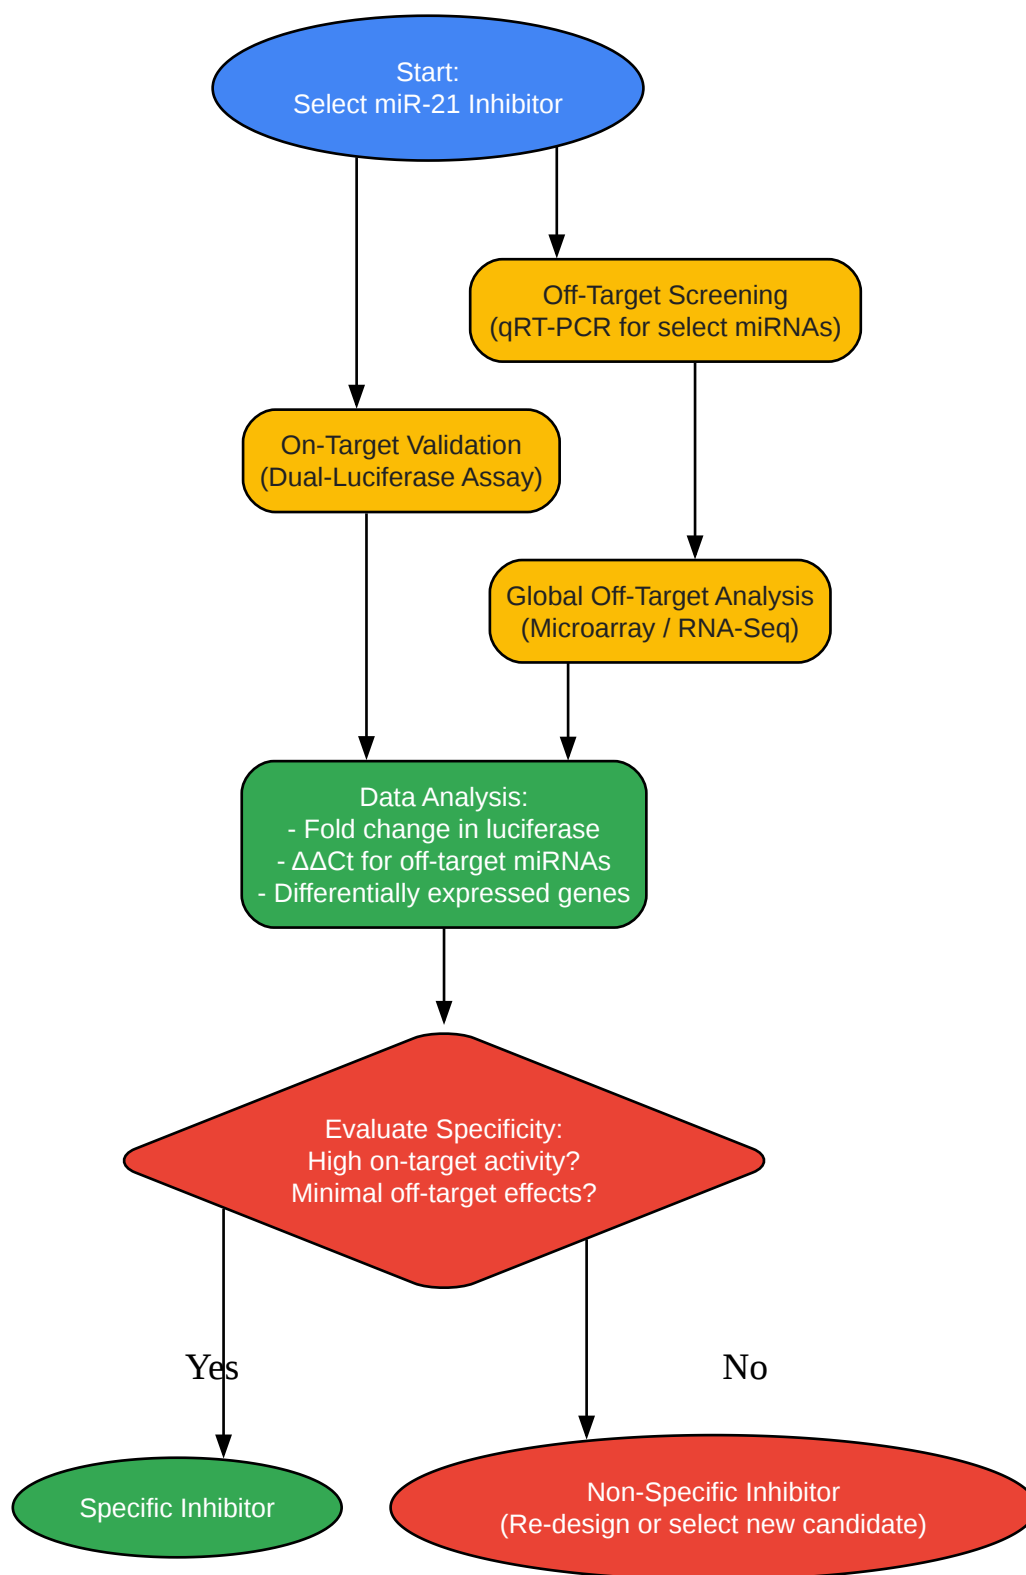 Start:
Select miR-21 Inhibitor
Off-Target Screening
(qRT-PCR for select miRNAs)
On-Target Validation
(Dual-Luciferase Assay)
Global Off-Target Analysis
(Microarray / RNA-Seq)
Data Analysis:
- Fold change in luciferase
- ΔΔCt for off-target miRNAs
- Differentially expressed genes
Evaluate Specificity:
High on-target activity?
Minimal off-target effects?
Yes
No
Specific Inhibitor
Non-Specific Inhibitor
(Re-design or select new candidate)